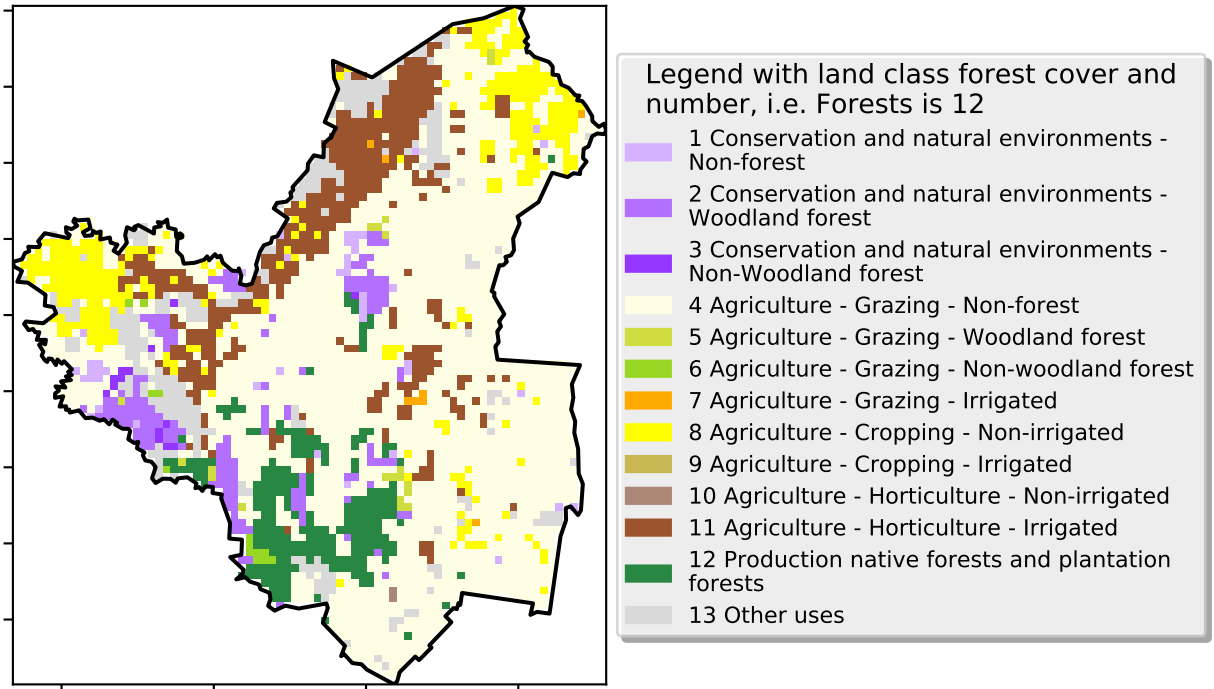 Legend with land class forest cover and
number, i.e. Forests is 12
1 Conservation and natural environments -
Non-forest
2 Conservation and natural environments -
Woodland forest
3 Conservation and natural environments -
Non-Woodland forest
4 Agriculture - Grazing - Non-forest
5 Agriculture - Grazing - Woodland forest
6 Agriculture - Grazing - Non-woodland forest
7 Agriculture - Grazing - Irrigated
8 Agriculture - Cropping - Non-irrigated
9 Agriculture - Cropping - Irrigated
10 Agriculture - Horticulture - Non-irrigated
11 Agriculture - Horticulture - Irrigated
12 Production native forests and plantation
forests
13 Other uses